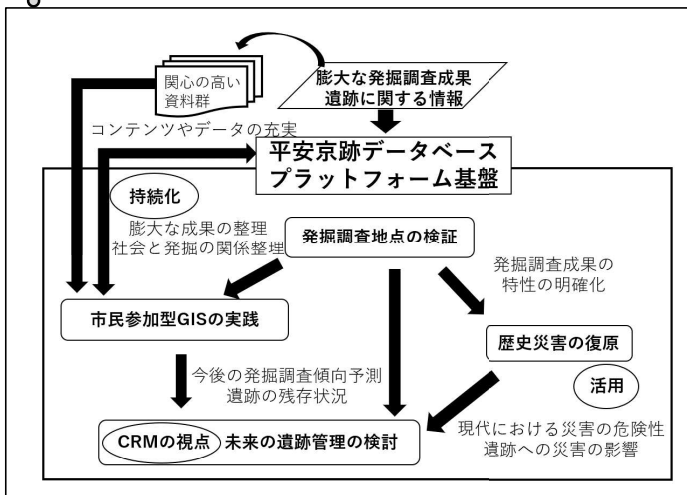 関心の高い
資料群
膨大な発掘調査成果
遺跡に関する情報
コンテンツやデータの充実
平安京跡データベース
プラットフォーム基盤
持続化
膨大な成果の整理
社会と発掘の関係整理
発掘調査地点の検証
発掘調査成果の
特性の明確化
市民参加型GISの実践
歴史災害の復原
今後の発掘調査傾向予測
遺跡の残存状況
活用
CRMの視点 未来の遺跡管理の検討
現代における災害の危険性
遺跡への災害の影響